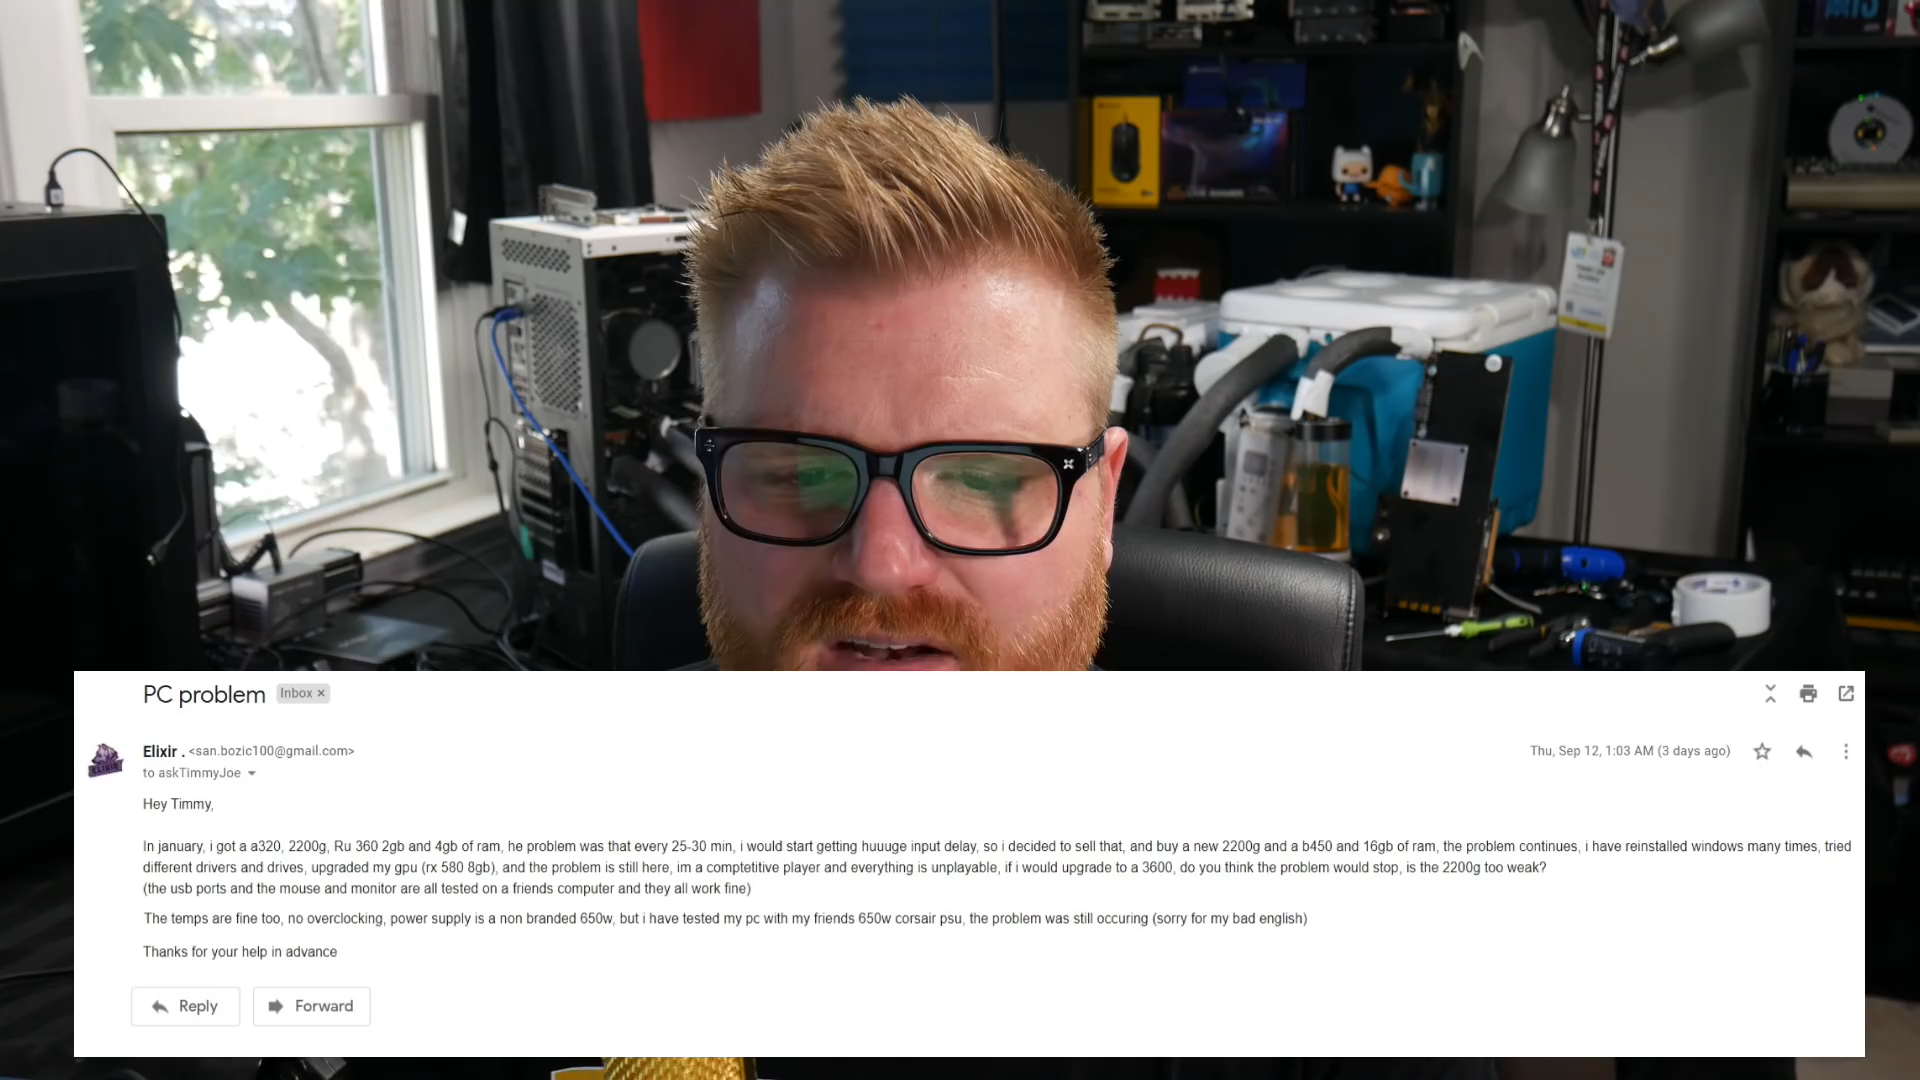 PC problem Inbox ×
Elixir . <san.bozic100@gmail.com>
Thu, Sep 12, 1:03 AM (3 days ago)
to askTimmyJoe
Hey Timmy,
In january, i got a a320, 2200g, Ru 360 2gb and 4gb of ram, he problem was that every 25-30 min, i would start getting huuuge input delay, so i decided to sell that, and buy a new 2200g and a b450 and 16gb of ram, the problem continues, i have reinstalled windows many times, tried
different drivers and drives, upgraded my gpu (rx 580 8gb), and the problem is still here, im a comptetitive player and everything is unplayable, if i would upgrade to a 3600, do you think the problem would stop, is the 2200g too weak?
(the usb ports and the mouse and monitor are all tested on a friends computer and they all work fine)
The temps are fine too, no overclocking, power supply is a non branded 650w, but i have tested my pc with my friends 650w corsair psu, the problem was still occuring (sorry for my bad english)
Thanks for your help in advance
Reply
Forward